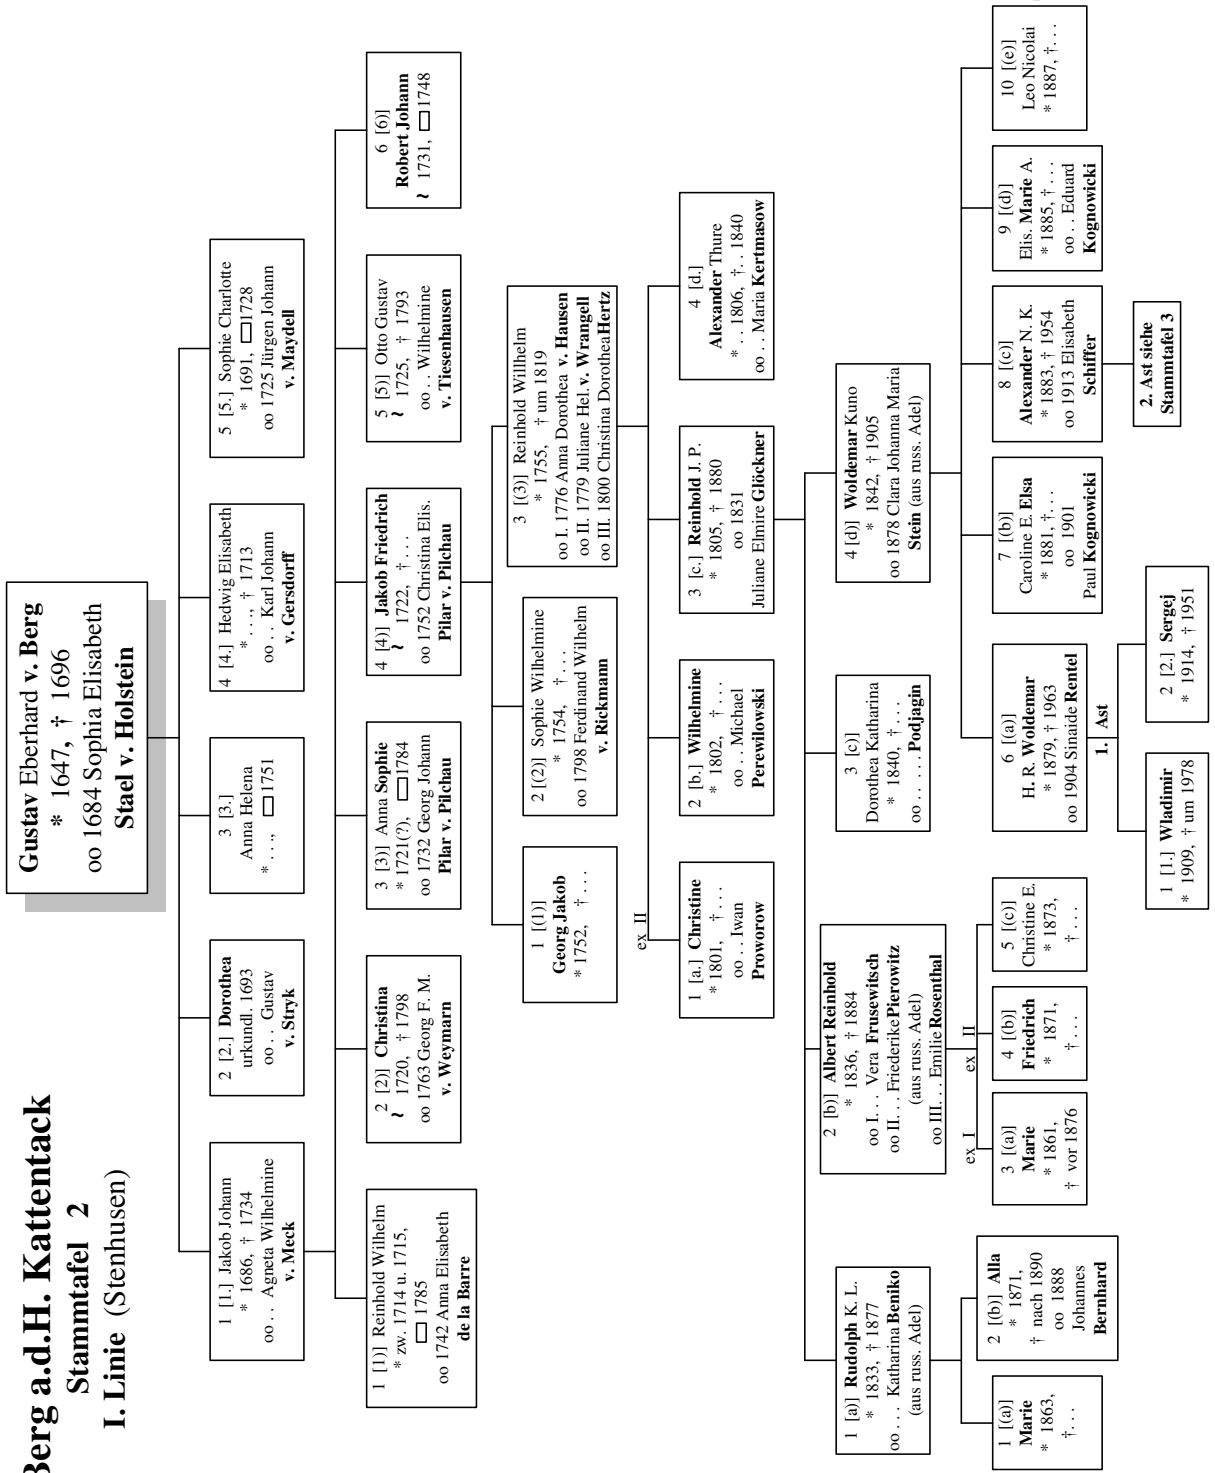 Berg a.d.H. Kattentack
Stammtafel 2
I. Linie (Stenhusen)
Gustav Eberhard v. Berg
* 1647, † 1696
oo 1684 Sophia Elisabeth
Stael v. Holstein
1 [1.] Jakob Johann
* 1686, † 1734
oo . . Agneta Wilhelmine
v. Meck
2 [2.] Dorothea
urkundl. 1693
oo . . Gustav
v. Stryk
3 [3.]
Anna Helena
* . . ., ▭ 1751
4 [4.] Hedwig Elisabeth
* . . ., † 1713
oo . . Karl Johann
v. Gersdorff
5 [5.] Sophie Charlotte
* 1691, ▭1728
oo 1725 Jürgen Johann
v. Maydell
1 [1)] Reinhold Wilhelm
* zw. 1714 u. 1715,
▭ 1785
oo 1742 Anna Elisabeth
de la Barre
2 [2)] Christina
~ 1720, † 1798
oo 1763 Georg F. M.
v. Weymarn
3 [3)] Anna Sophie
* 1721(?), ▭1784
oo 1732 Georg Johann
Pilar v. Pilchau
4 [4)] Jakob Friedrich
~ 1722, † . . .
oo 1752 Christina Elis.
Pilar v. Pilchau
5 [5)] Otto Gustav
~ 1725, † 1793
oo . . Wilhelmine
v. Tiesenhausen
6 [6)]
Robert Johann
~ 1731, ▭ 1748
1 [(1)]
Georg Jakob
* 1752, † . . .
2 [(2)] Sophie Wilhelmine
* 1754, † . . .
oo 1798 Ferdinand Wilhelm
v. Rickmann
3 [(3)] Reinhold Willhelm
* 1755, † um 1819
oo I. 1776 Anna Dorothea v. Hausen
oo II. 1779 Juliane Hel. v. Wrangell
oo III. 1800 Christina Dorothea Hertz
ex II
1 [a.] Christine
* 1801, † . . .
oo . . Iwan
Proworow
2 [b.] Wilhelmine
* 1802, † . . .
oo . . Michael
Perewilowski
3 [c.] Reinhold J. P.
* 1805, † 1880
oo 1831
Juliane Elmire Glöckner
4 [d.]
Alexander Thure
* . . 1806, †. . . 1840
oo . . Maria Kertmasow
1 [a)] Rudolph K. L.
* 1833, † 1877
oo . . . Katharina Beniko
(aus russ. Adel)
2 [b)] Albert Reinhold
* 1836, † 1884
oo I. . . Vera Frusewitsch
oo II. . . Friederike Pierowitz
(aus russ. Adel)
oo III. . . Emilie Rosenthal
3 [c)]
Dorothea Katharina
* 1840, † . . .
oo . . . . . Podjagin
4 [d)] Woldemar Kuno
* 1842, † 1905
oo 1878 Clara Johanna Maria
Stein (aus russ. Adel)
ex I
ex II
1 [(a)]
Marie
* 1863,
†. . .
2 [(b)] Alla
* 1871,
† nach 1890
oo 1888
Johannes
Bernhard
3 [(a)]
Marie
* 1861,
† vor 1876
4 [(b)]
Friedrich
* 1871,
† . . .
5 [(c)]
Christine E.
* 1873,
† . . .
6 [(a)]
H. R. Woldemar
* 1879, † 1963
oo 1904 Sinaide Rentel
7 [(b)]
Caroline E. Elsa
* 1881, †. . .
oo 1901
Paul Kognowicki
8 [(c)]
Alexander N. K.
* 1883, † 1954
oo 1913 Elisabeth
Schiffer
9 [(d)]
Elis. Marie A.
* 1885, †. . .
oo . . Eduard
Kognowicki
10 [(e)]
Leo Nicolai
* 1887, †. . .
1. Ast
1 [1.] Wladimir
* 1909, † um 1978
2 [2.] Sergej
* 1914, † 1951
2. Ast siehe
Stammtafel 3